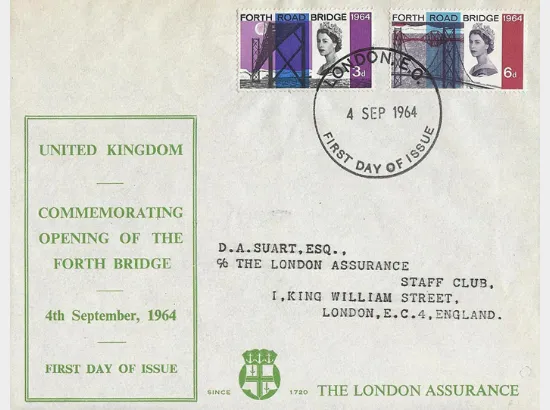 FORTH ROAD BRIDGE 1964
3d
FORTH ROAD BRIDGE 1964
6d
LONDON. E.C.
4 SEP 1964
FIRST DAY OF ISSUE
UNITED KINGDOM
COMMEMORATING
OPENING OF THE
FORTH BRIDGE
4th September, 1964
FIRST DAY OF ISSUE
D.A.SUART,ESQ.,
℅ THE LONDON ASSURANCE
STAFF CLUB,
1,KING WILLIAM STREET,
LONDON,E.C.4,ENGLAND.
SINCE 1720 THE LONDON ASSURANCE